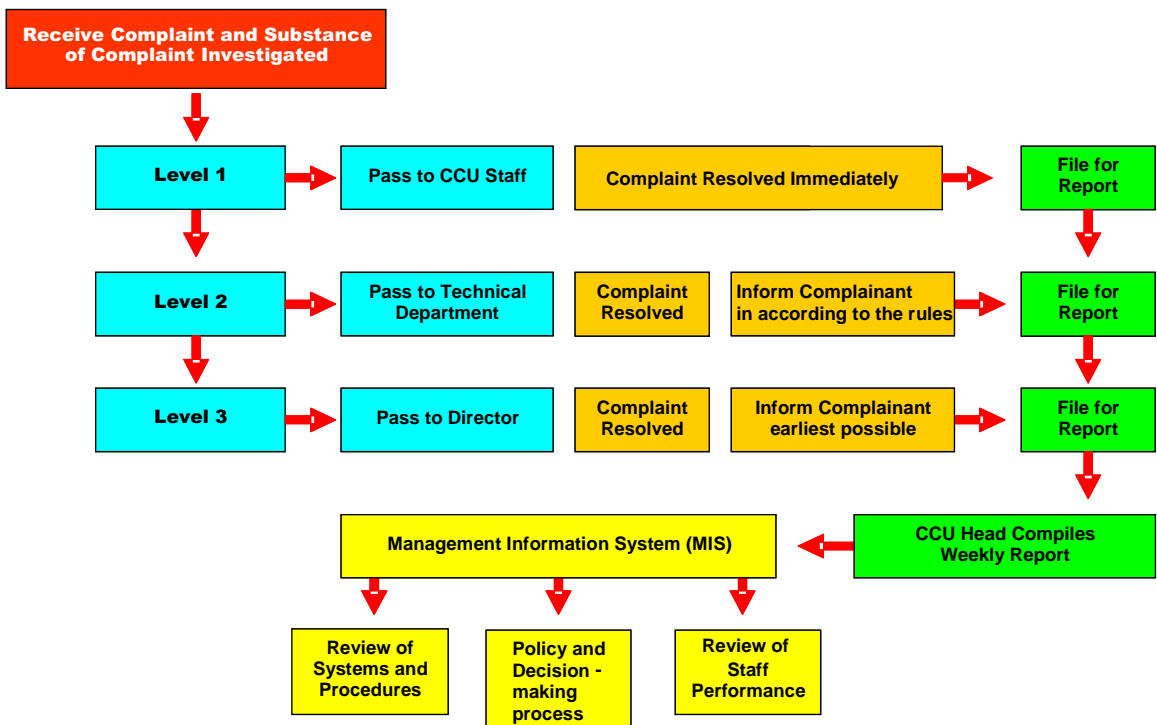 Receive Complaint and Substance
of Complaint Investigated
Level 1
Pass to CCU Staff
Complaint Resolved Immediately
File for
Report
Level 2
Pass to Technical
Department
Complaint
Resolved
Inform Complainant
in according to the rules
File for
Report
Level 3
Pass to Director
Complaint
Resolved
Inform Complainant
earliest possible
File for
Report
CCU Head Compiles
Weekly Report
Management Information System (MIS)
Review of
Systems and
Procedures
Policy and
Decision -
making
process
Review of
Staff
Performance